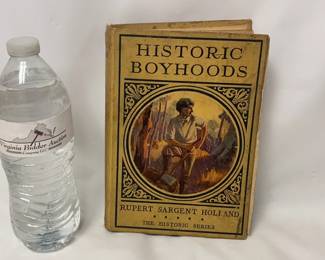 Virginia Bidder Auction
HISTORIC
BOYHOODS
RUPERT SARGENT HOLLAND
THE HISTORIC SERIES